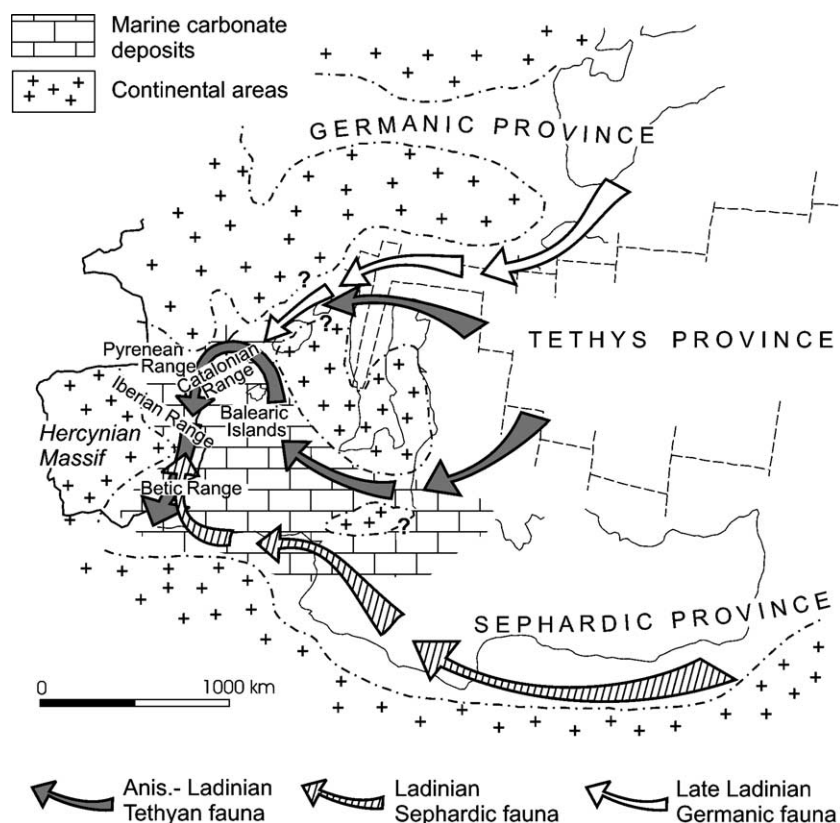 Marine carbonate
deposits
Continental areas
GERMANIC PROVINCE
?
?
TETHYS PROVINCE
Pyrenean
Range
Catalonian
Range
Iberian Range
Balearic
Islands
Hercynian
Massif
Betic Range
?
SEPHARDIC PROVINCE
0 1000 km
Anis.- Ladinian
Tethyan fauna
Ladinian
Sephardic fauna
Late Ladinian
Germanic fauna